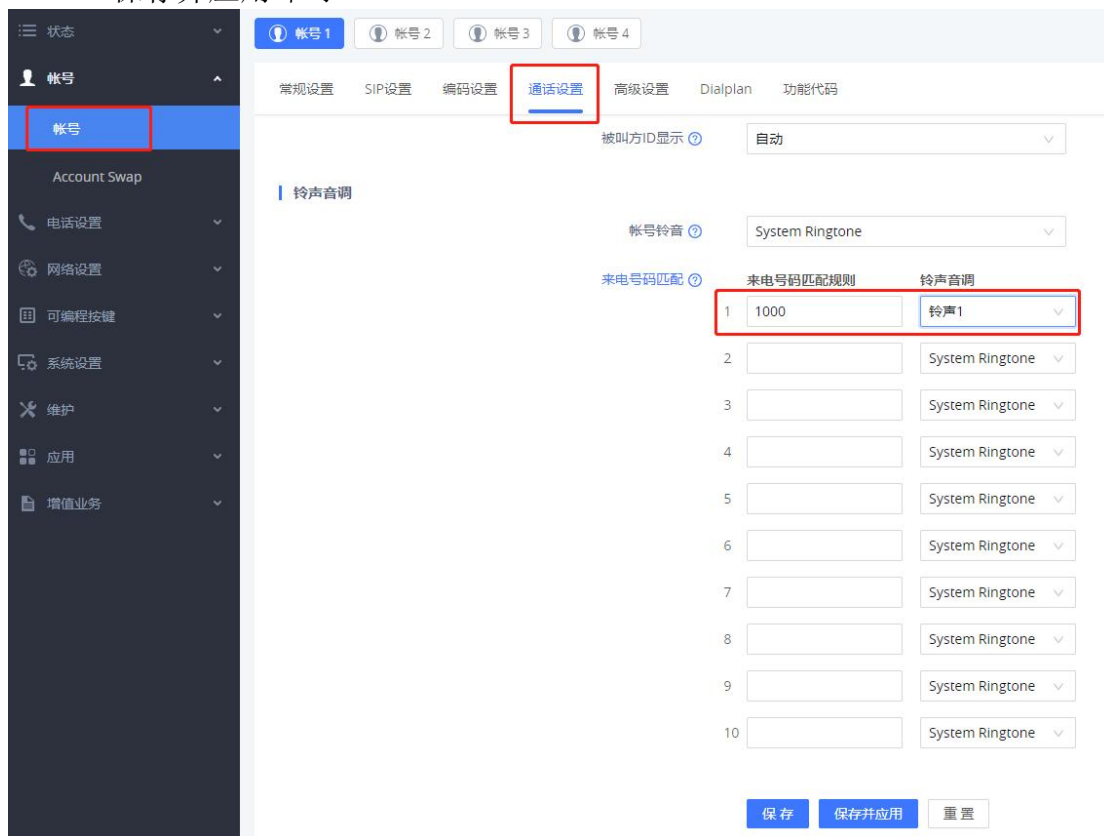 状态
帐号
帐号
Account Swap
电话设置
网络设置
可编程按键
系统设置
维护
应用
增值业务
帐号 1 帐号 2 帐号 3 帐号 4
常规设置 SIP设置 编码设置 通话设置 高级设置 Dialplan 功能代码
被叫方ID显示 自动
铃声音调
帐号铃音 System Ringtone
来电号码匹配 来电号码匹配规则 铃声音调
1 1000 铃声1
2 System Ringtone
3 System Ringtone
4 System Ringtone
5 System Ringtone
6 System Ringtone
7 System Ringtone
8 System Ringtone
9 System Ringtone
10 System Ringtone
保存 保存并应用 重置